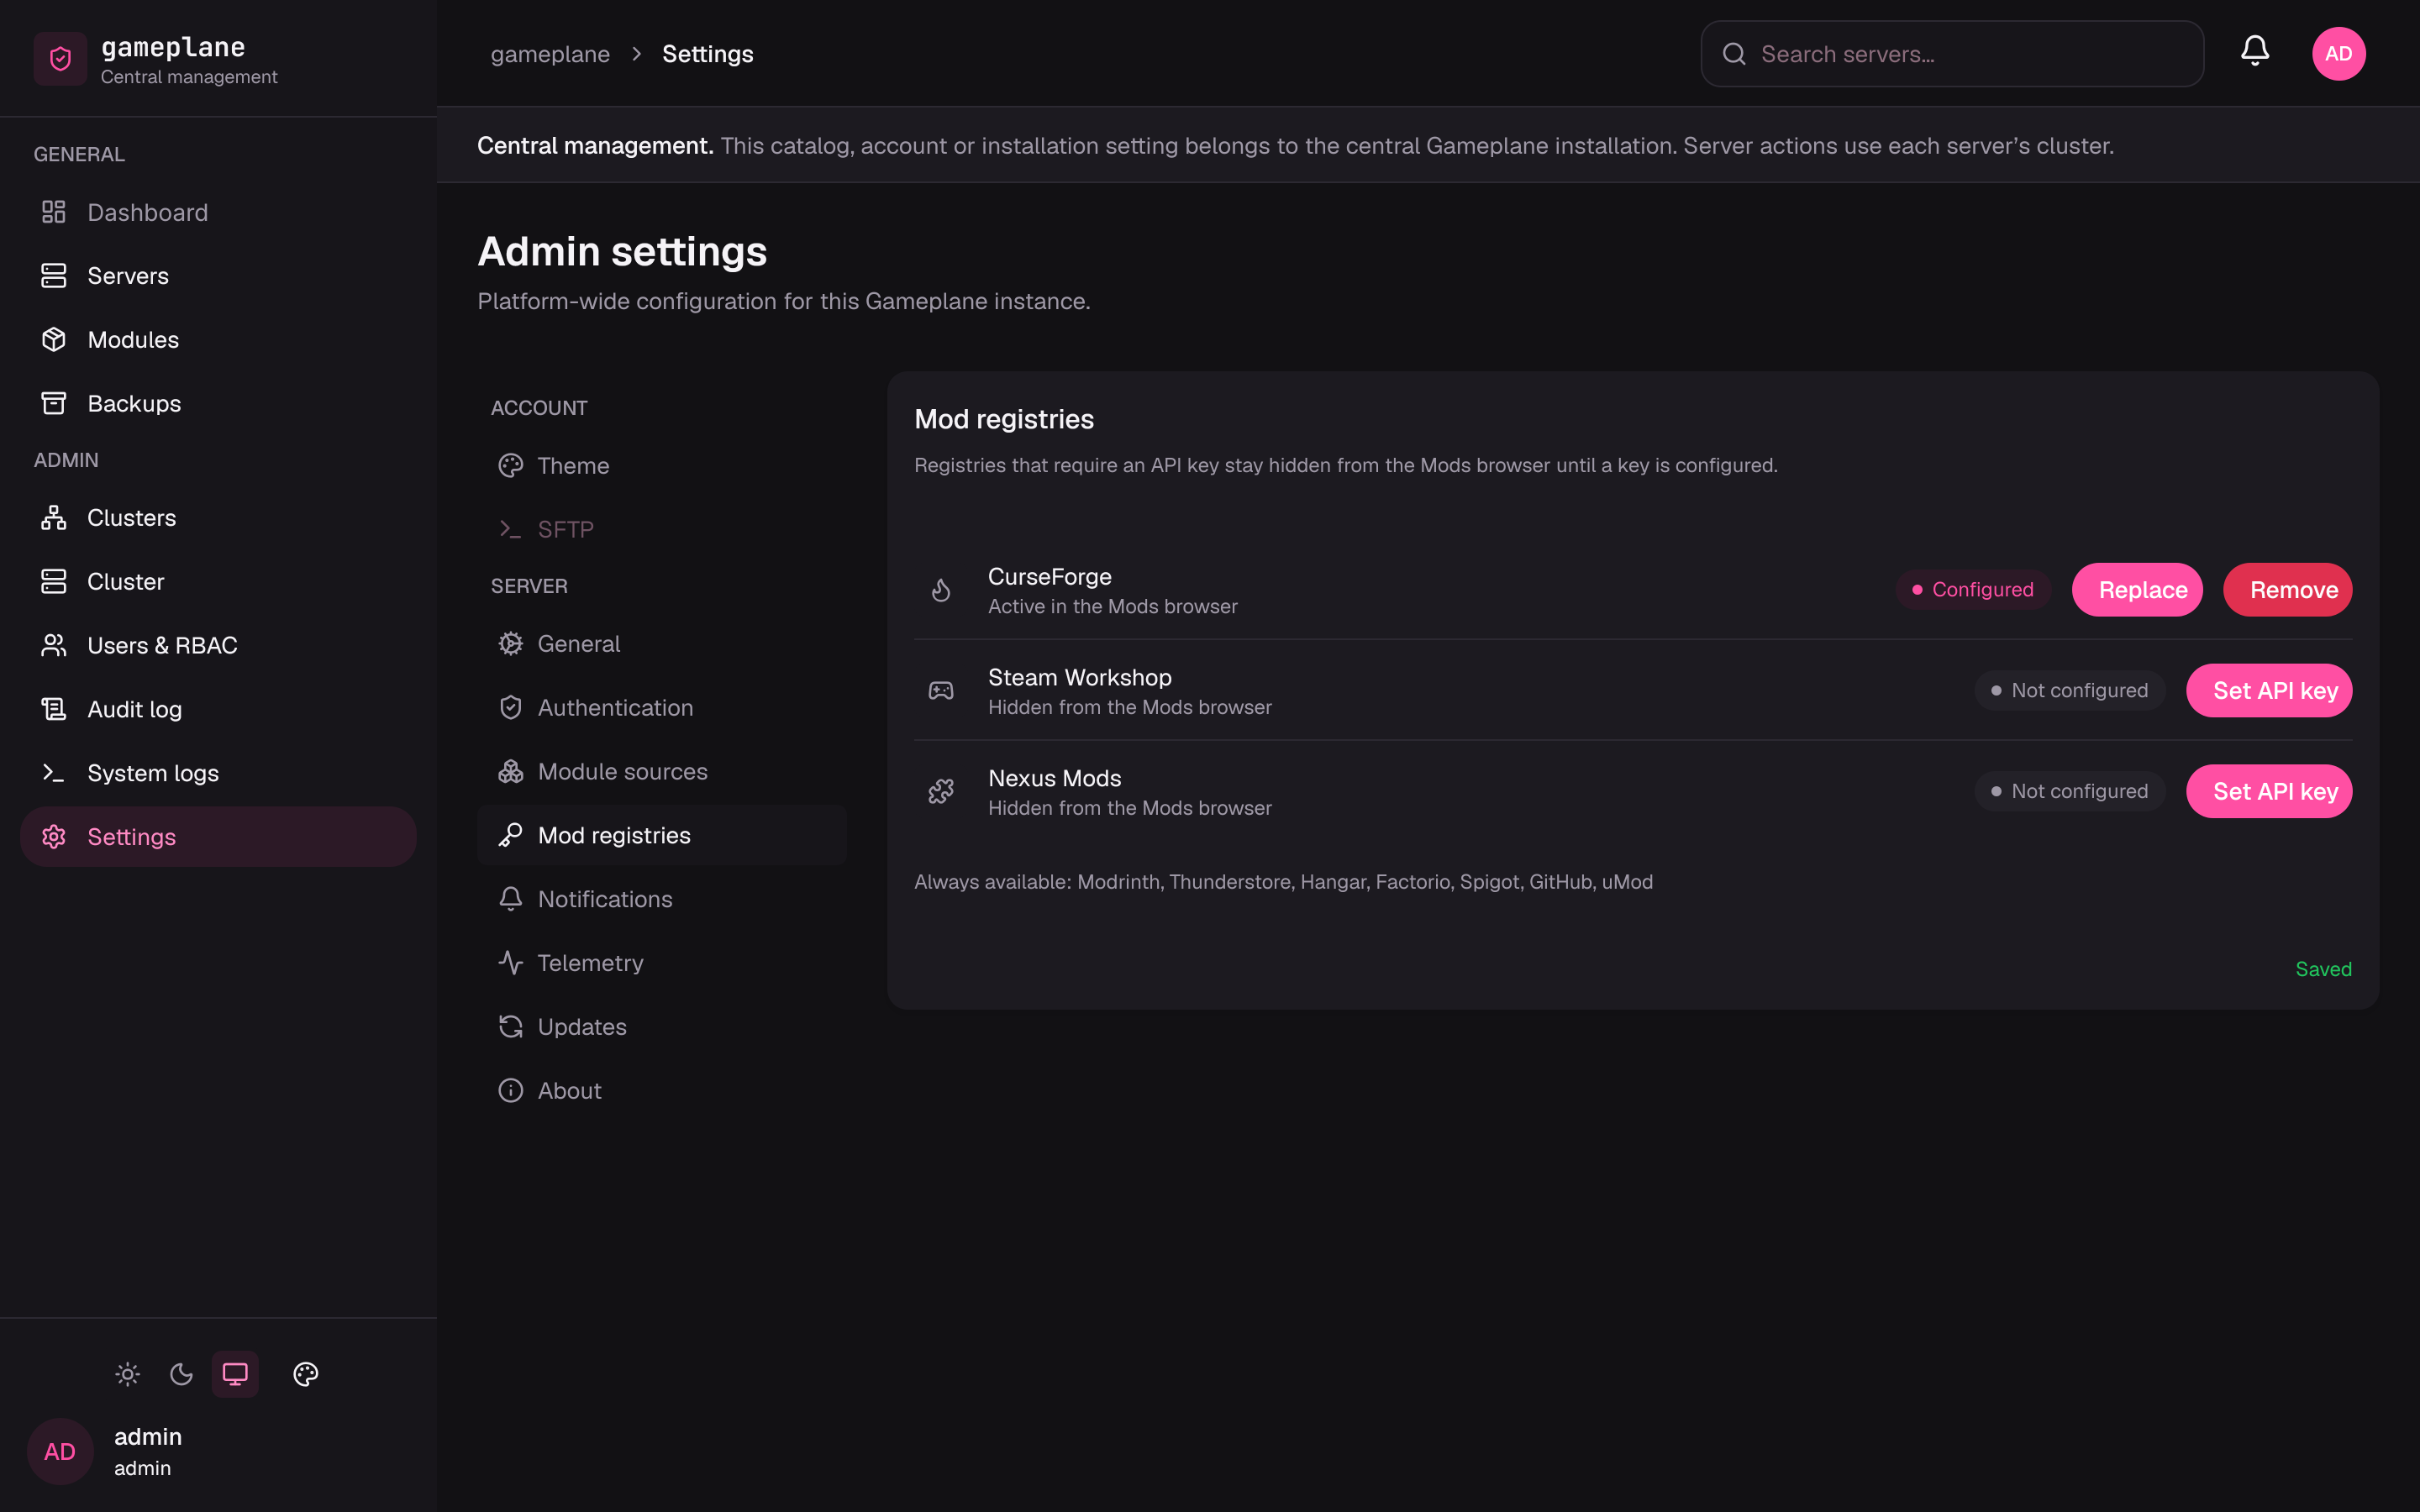 gameplane
Central management
GENERAL
Dashboard
Servers
Modules
Backups
ADMIN
Clusters
Cluster
Users & RBAC
Audit log
System logs
Settings
AD
admin
admin
gameplane > Settings
Search servers...
AD
Central management. This catalog, account or installation setting belongs to the central Gameplane installation. Server actions use each server’s cluster.
Admin settings
Platform-wide configuration for this Gameplane instance.
ACCOUNT
Theme
SFTP
SERVER
General
Authentication
Module sources
Mod registries
Notifications
Telemetry
Updates
About
Mod registries
Registries that require an API key stay hidden from the Mods browser until a key is configured.
CurseForge
Active in the Mods browser
Configured
Replace
Remove
Steam Workshop
Hidden from the Mods browser
Not configured
Set API key
Nexus Mods
Hidden from the Mods browser
Not configured
Set API key
Always available: Modrinth, Thunderstore, Hangar, Factorio, Spigot, GitHub, uMod
Saved